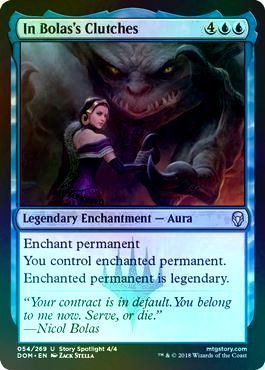 In Bolas's Clutches 4
Legendary Enchantment — Aura
Enchant permanent
You control enchanted permanent.
Enchanted permanent is legendary.
“Your contract is in default. You belong
to me now. Serve, or die.”
—Nicol Bolas
054/269 U Story Spotlight 4/4
DOM • EN Zack Stella
mtgstory.com
™ & © 2018 Wizards of the Coast